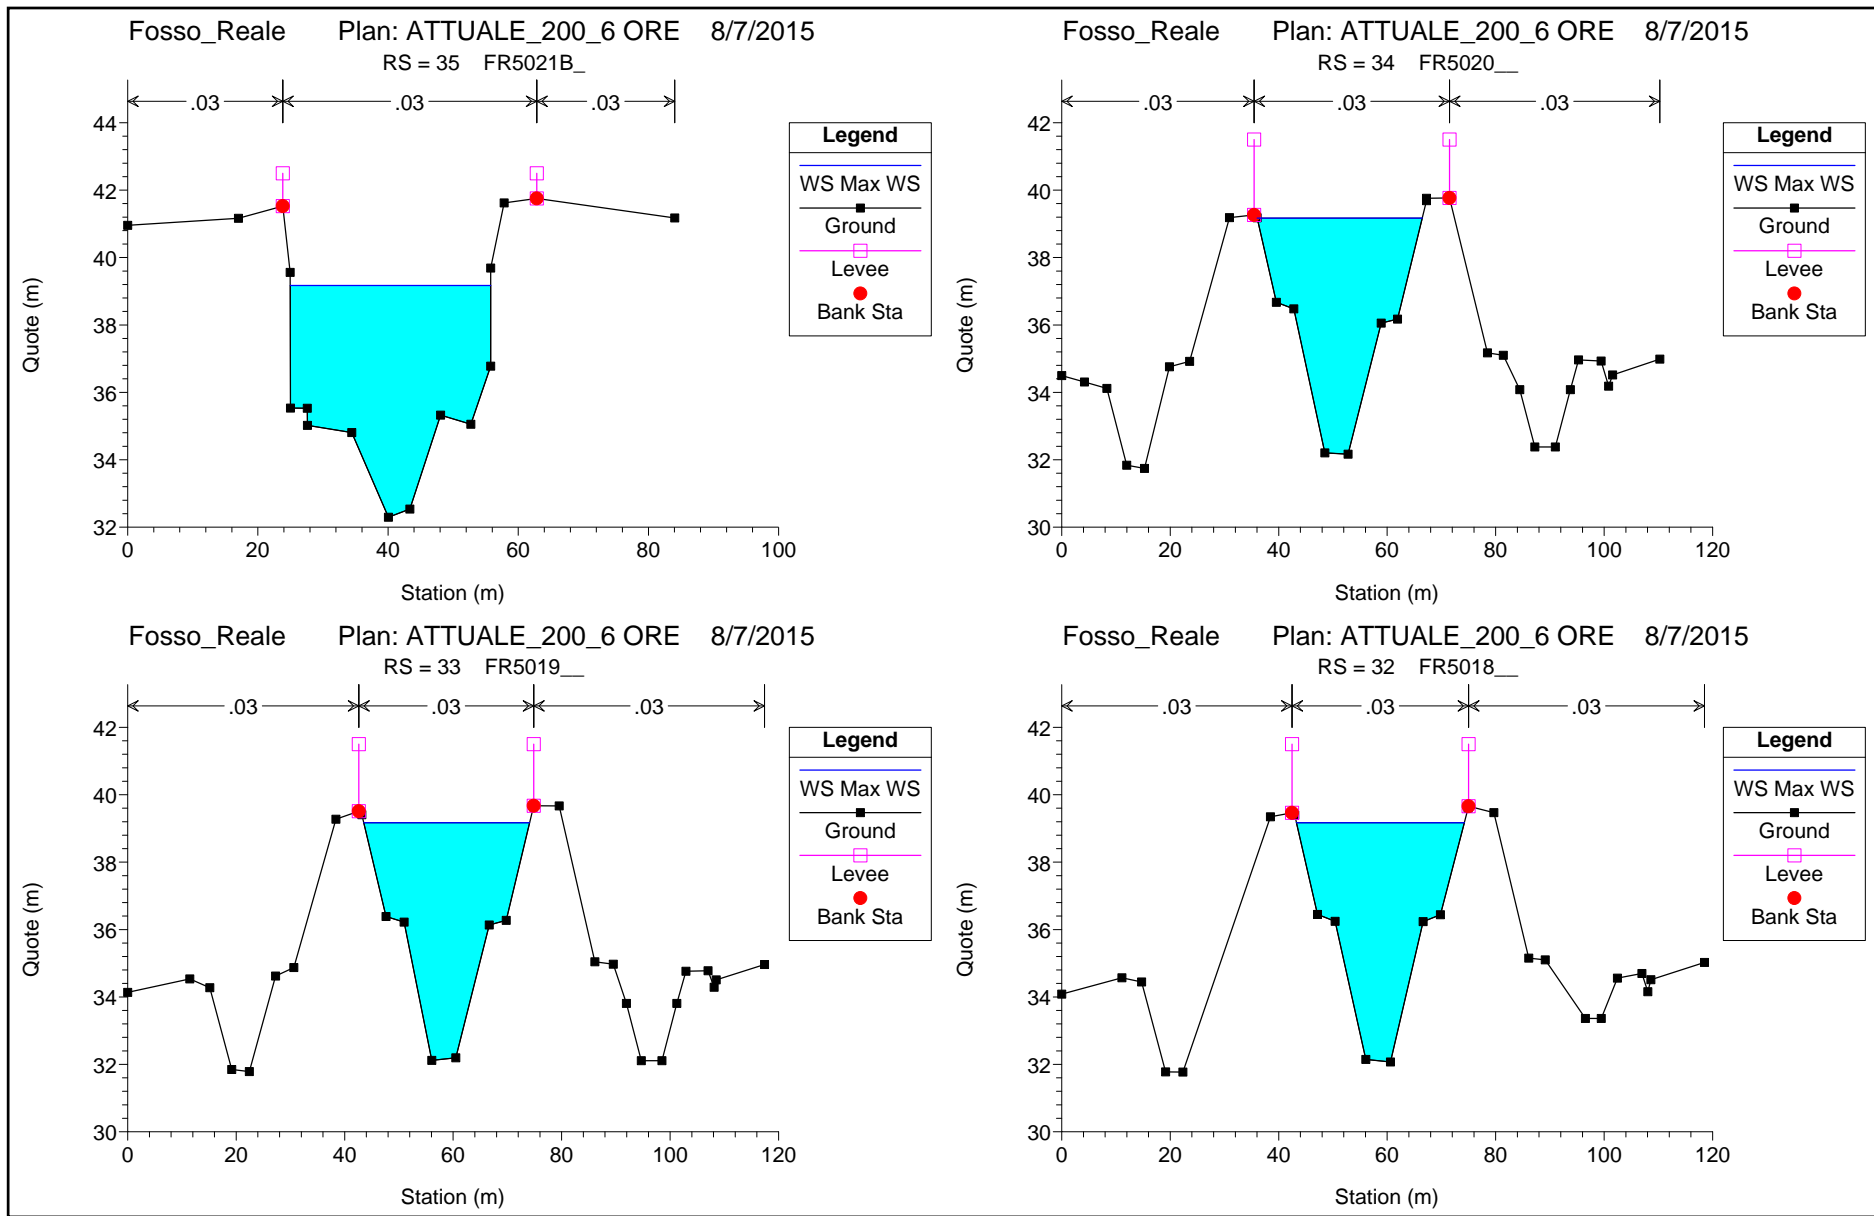 Fosso_Reale Plan: ATTUALE_200_6 ORE 8/7/2015
RS = 35 FR5021B_
.03 .03 .03
44
42
40
38
36
34
32
0 20 40 60 80 100
Quote (m)
Station (m)
Legend
WS Max WS
Ground
Levee
Bank Sta
Fosso_Reale Plan: ATTUALE_200_6 ORE 8/7/2015
RS = 34 FR5020__
.03 .03 .03
42
40
38
36
34
32
30
0 20 40 60 80 100 120
Quote (m)
Station (m)
Legend
WS Max WS
Ground
Levee
Bank Sta
Fosso_Reale Plan: ATTUALE_200_6 ORE 8/7/2015
RS = 33 FR5019__
.03 .03 .03
42
40
38
36
34
32
30
0 20 40 60 80 100 120
Quote (m)
Station (m)
Legend
WS Max WS
Ground
Levee
Bank Sta
Fosso_Reale Plan: ATTUALE_200_6 ORE 8/7/2015
RS = 32 FR5018__
.03 .03 .03
42
40
38
36
34
32
30
0 20 40 60 80 100 120
Quote (m)
Station (m)
Legend
WS Max WS
Ground
Levee
Bank Sta